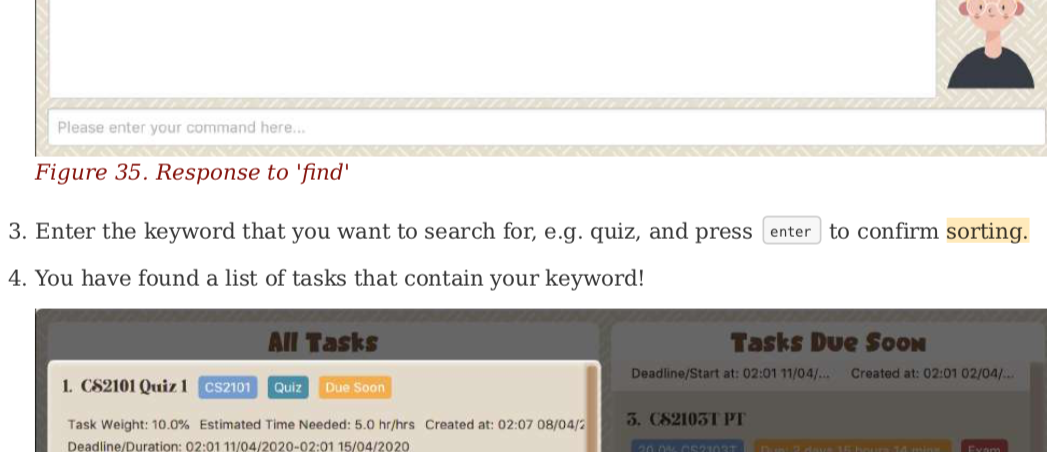 Please enter your command here...
Figure 35. Response to 'find'
3. Enter the keyword that you want to search for, e.g. quiz, and press enter to confirm sorting.
4. You have found a list of tasks that contain your keyword!
All Tasks
1. CS2101 Quiz 1 CS2101 Quiz Due Soon
Task Weight: 10.0% Estimated Time Needed: 5.0 hr/hrs Created at: 02:07 08/04/2
Deadline/Duration: 02:01 11/04/2020-02:01 15/04/2020
Tasks Due Soon
Deadline/Start at: 02:01 11/04/... Created at: 02:01 02/04/...
3. CS2103T PT
20.0% CS2103T Exam